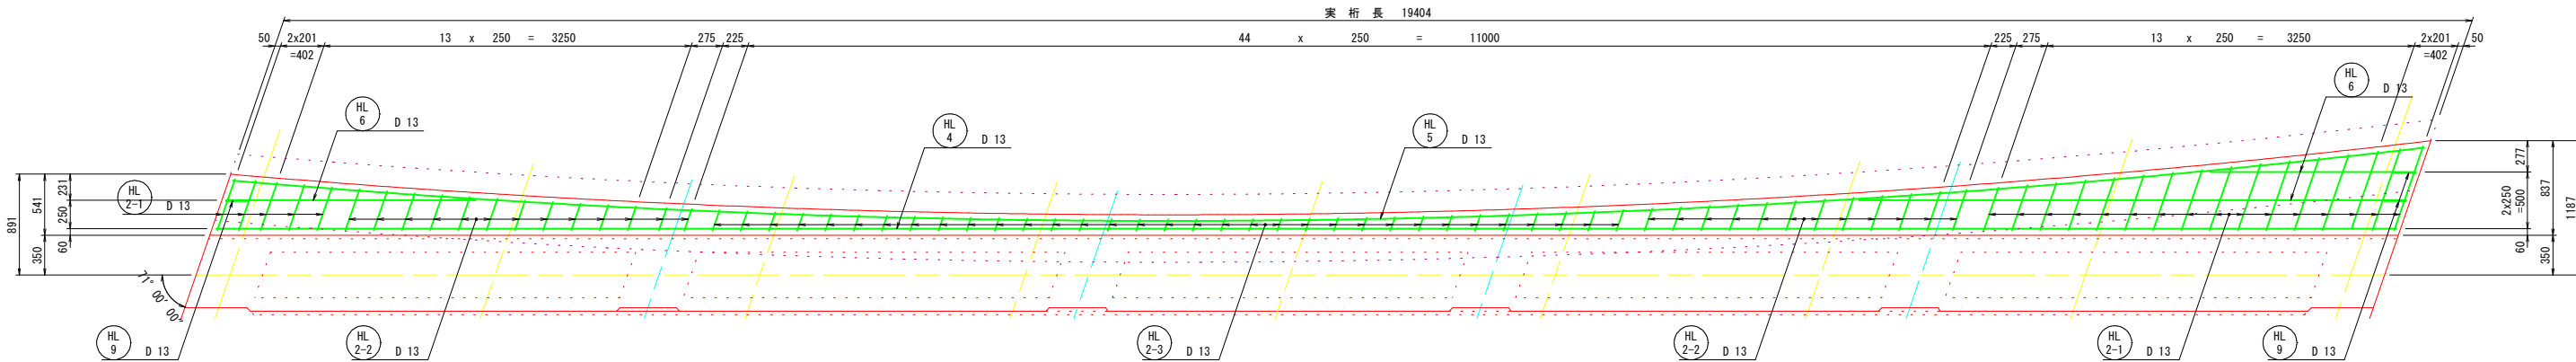 実 桁 長 19404
50
2x201
=402
13 x 250 = 3250
275
225
44 x 250 = 11000
225
275
13 x 250 = 3250
2x201
=402
50
HL
6
D 13
HL
4
D 13
HL
5
D 13
HL
6
D 13
HL
2-1
D 13
891
541
350
231
250
60
71° 00' 00"
277
2x250
=500
60
837
350
1187
HL
9
D 13
HL
2-2
D 13
HL
2-3
D 13
HL
2-2
D 13
HL
2-1
D 13
HL
9
D 13